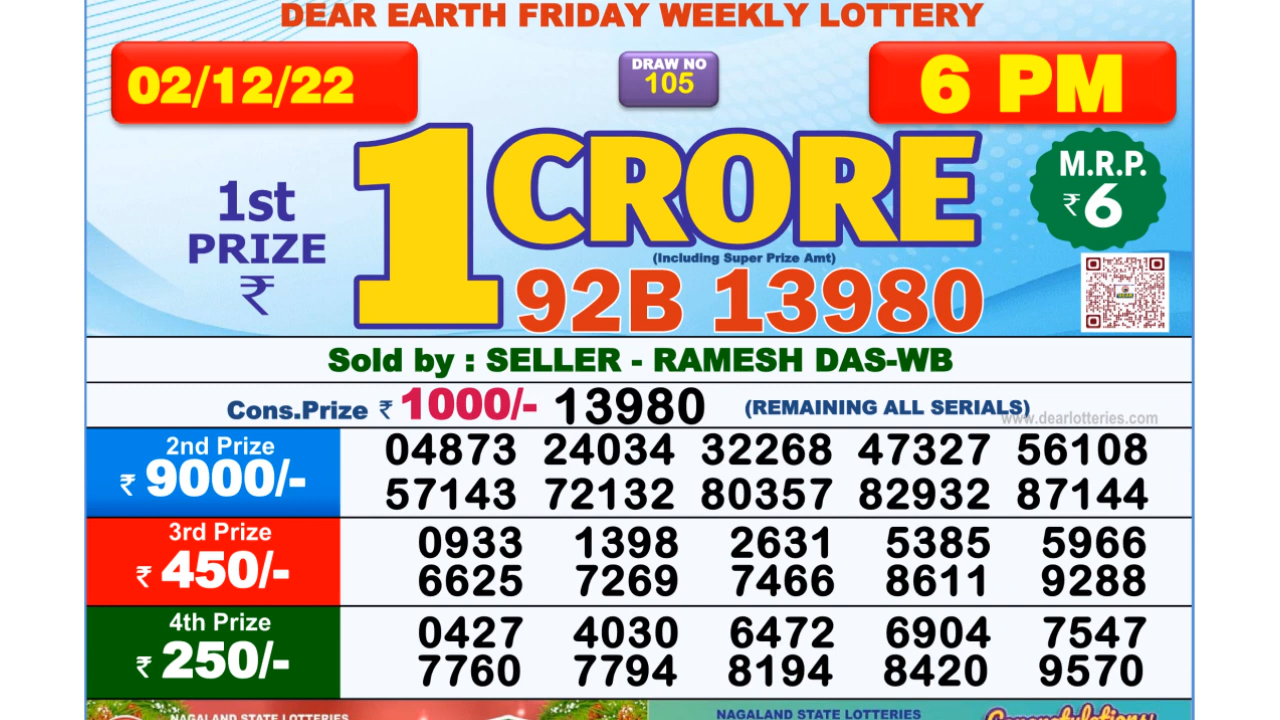 DEAR EARTH FRIDAY WEEKLY LOTTERY
02/12/22
DRAW NO
105
6 PM
1st
PRIZE
₹
1 CRORE
(Including Super Prize Amt)
92B 13980
M.R.P.
₹6
Sold by : SELLER - RAMESH DAS-WB
Cons.Prize ₹ 1000/- 13980 (REMAINING ALL SERIALS)
www.dearlotteries.com
2nd Prize
₹ 9000/-
04873 24034 32268 47327 56108
57143 72132 80357 82932 87144
3rd Prize
₹ 450/-
0933 1398 2631 5385 5966
6625 7269 7466 8611 9288
4th Prize
₹ 250/-
0427 4030 6472 6904 7547
7760 7794 8194 8420 9570
NAGALAND STATE LOTTERIES
NAGALAND STATE LOTTERIES
Congratulations